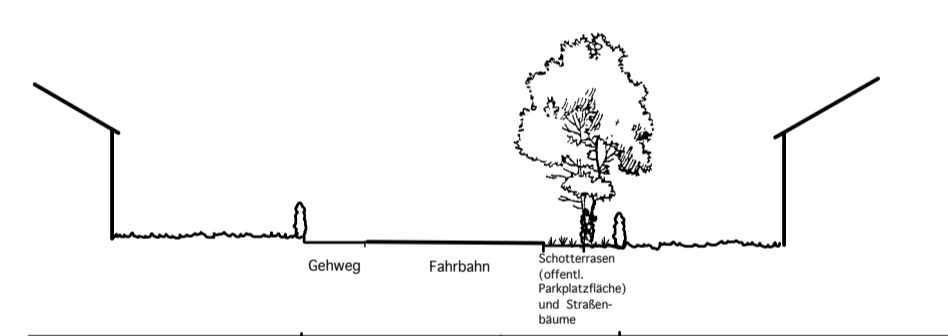 Gehweg
Fahrbahn
Schotterrasen
(offentl.
Parkplatzfläche)
und Straßen-
bäume